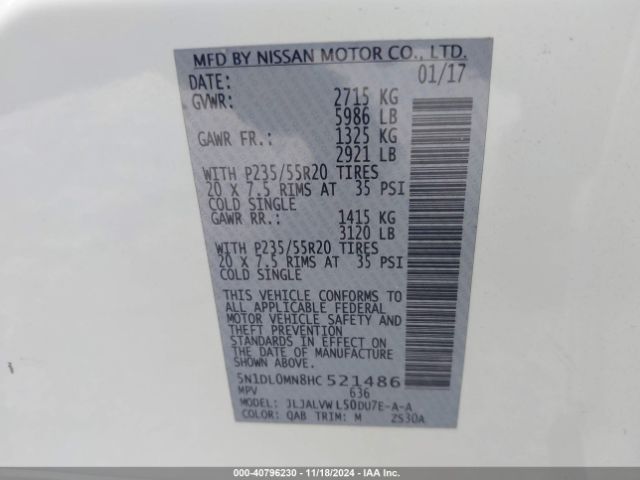 MFD BY NISSAN MOTOR CO., LTD.
DATE: 01/17
GVWR: 2715 KG
5986 LB
GAWR FR.: 1325 KG
2921 LB
WITH P235/55R20 TIRES
20 X 7.5 RIMS AT 35 PSI
COLD SINGLE
GAWR RR.: 1415 KG
3120 LB
WITH P235/55R20 TIRES
20 X 7.5 RIMS AT 35 PSI
COLD SINGLE
THIS VEHICLE CONFORMS TO
ALL APPLICABLE FEDERAL
MOTOR VEHICLE SAFETY AND
THEFT PREVENTION
STANDARDS IN EFFECT ON
THE DATE OF MANUFACTURE
SHOWN ABOVE.
5N1DL0MN8HC 521486
MPV 636
MODEL: JLJALVWL50DU7E-A-A
COLOR: QAB TRIM: M 2S30A
000-40796230 - 11/18/2024 - IAAI.com